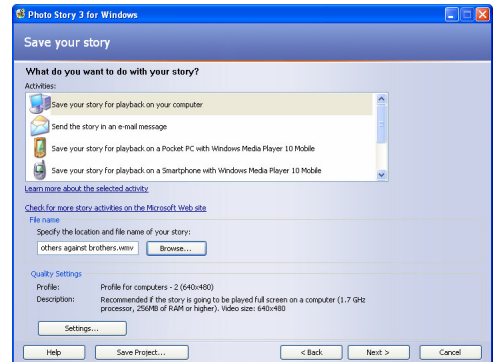 Photo Story 3 for Windows
Save your story
What do you want to do with your story?
Activities:
Save your story for playback on your computer
Send the story in an e-mail message
Save your story for playback on a Pocket PC with Windows Media Player 10 Mobile
Save your story for playback on a Smartphone with Windows Media Player 10 Mobile
Learn more about the selected activity
Check for more story activities on the Microsoft Web site
File name
Specify the location and file name of your story:
others against brothers.wmv Browse...
Quality Settings
Profile: Profile for computers - 2 (640x480)
Description: Recommended if the story is going to be played full screen on a computer (1.7 GHz
processor, 256MB of RAM or higher). Video size: 640x480
Settings...
Help Save Project... < Back Next > Cancel